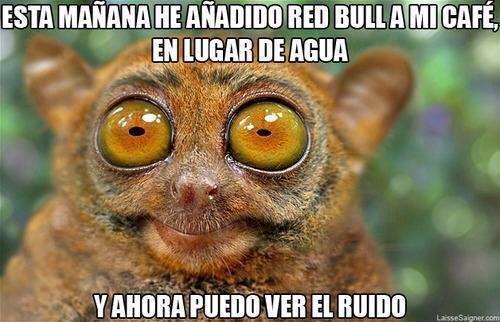 ESTA MAÑANA HE AÑADIDO RED BULL A MI CAFÉ,
EN LUGAR DE AGUA
Y AHORA PUEDO VER EL RUIDO
LaisseSaigner.com